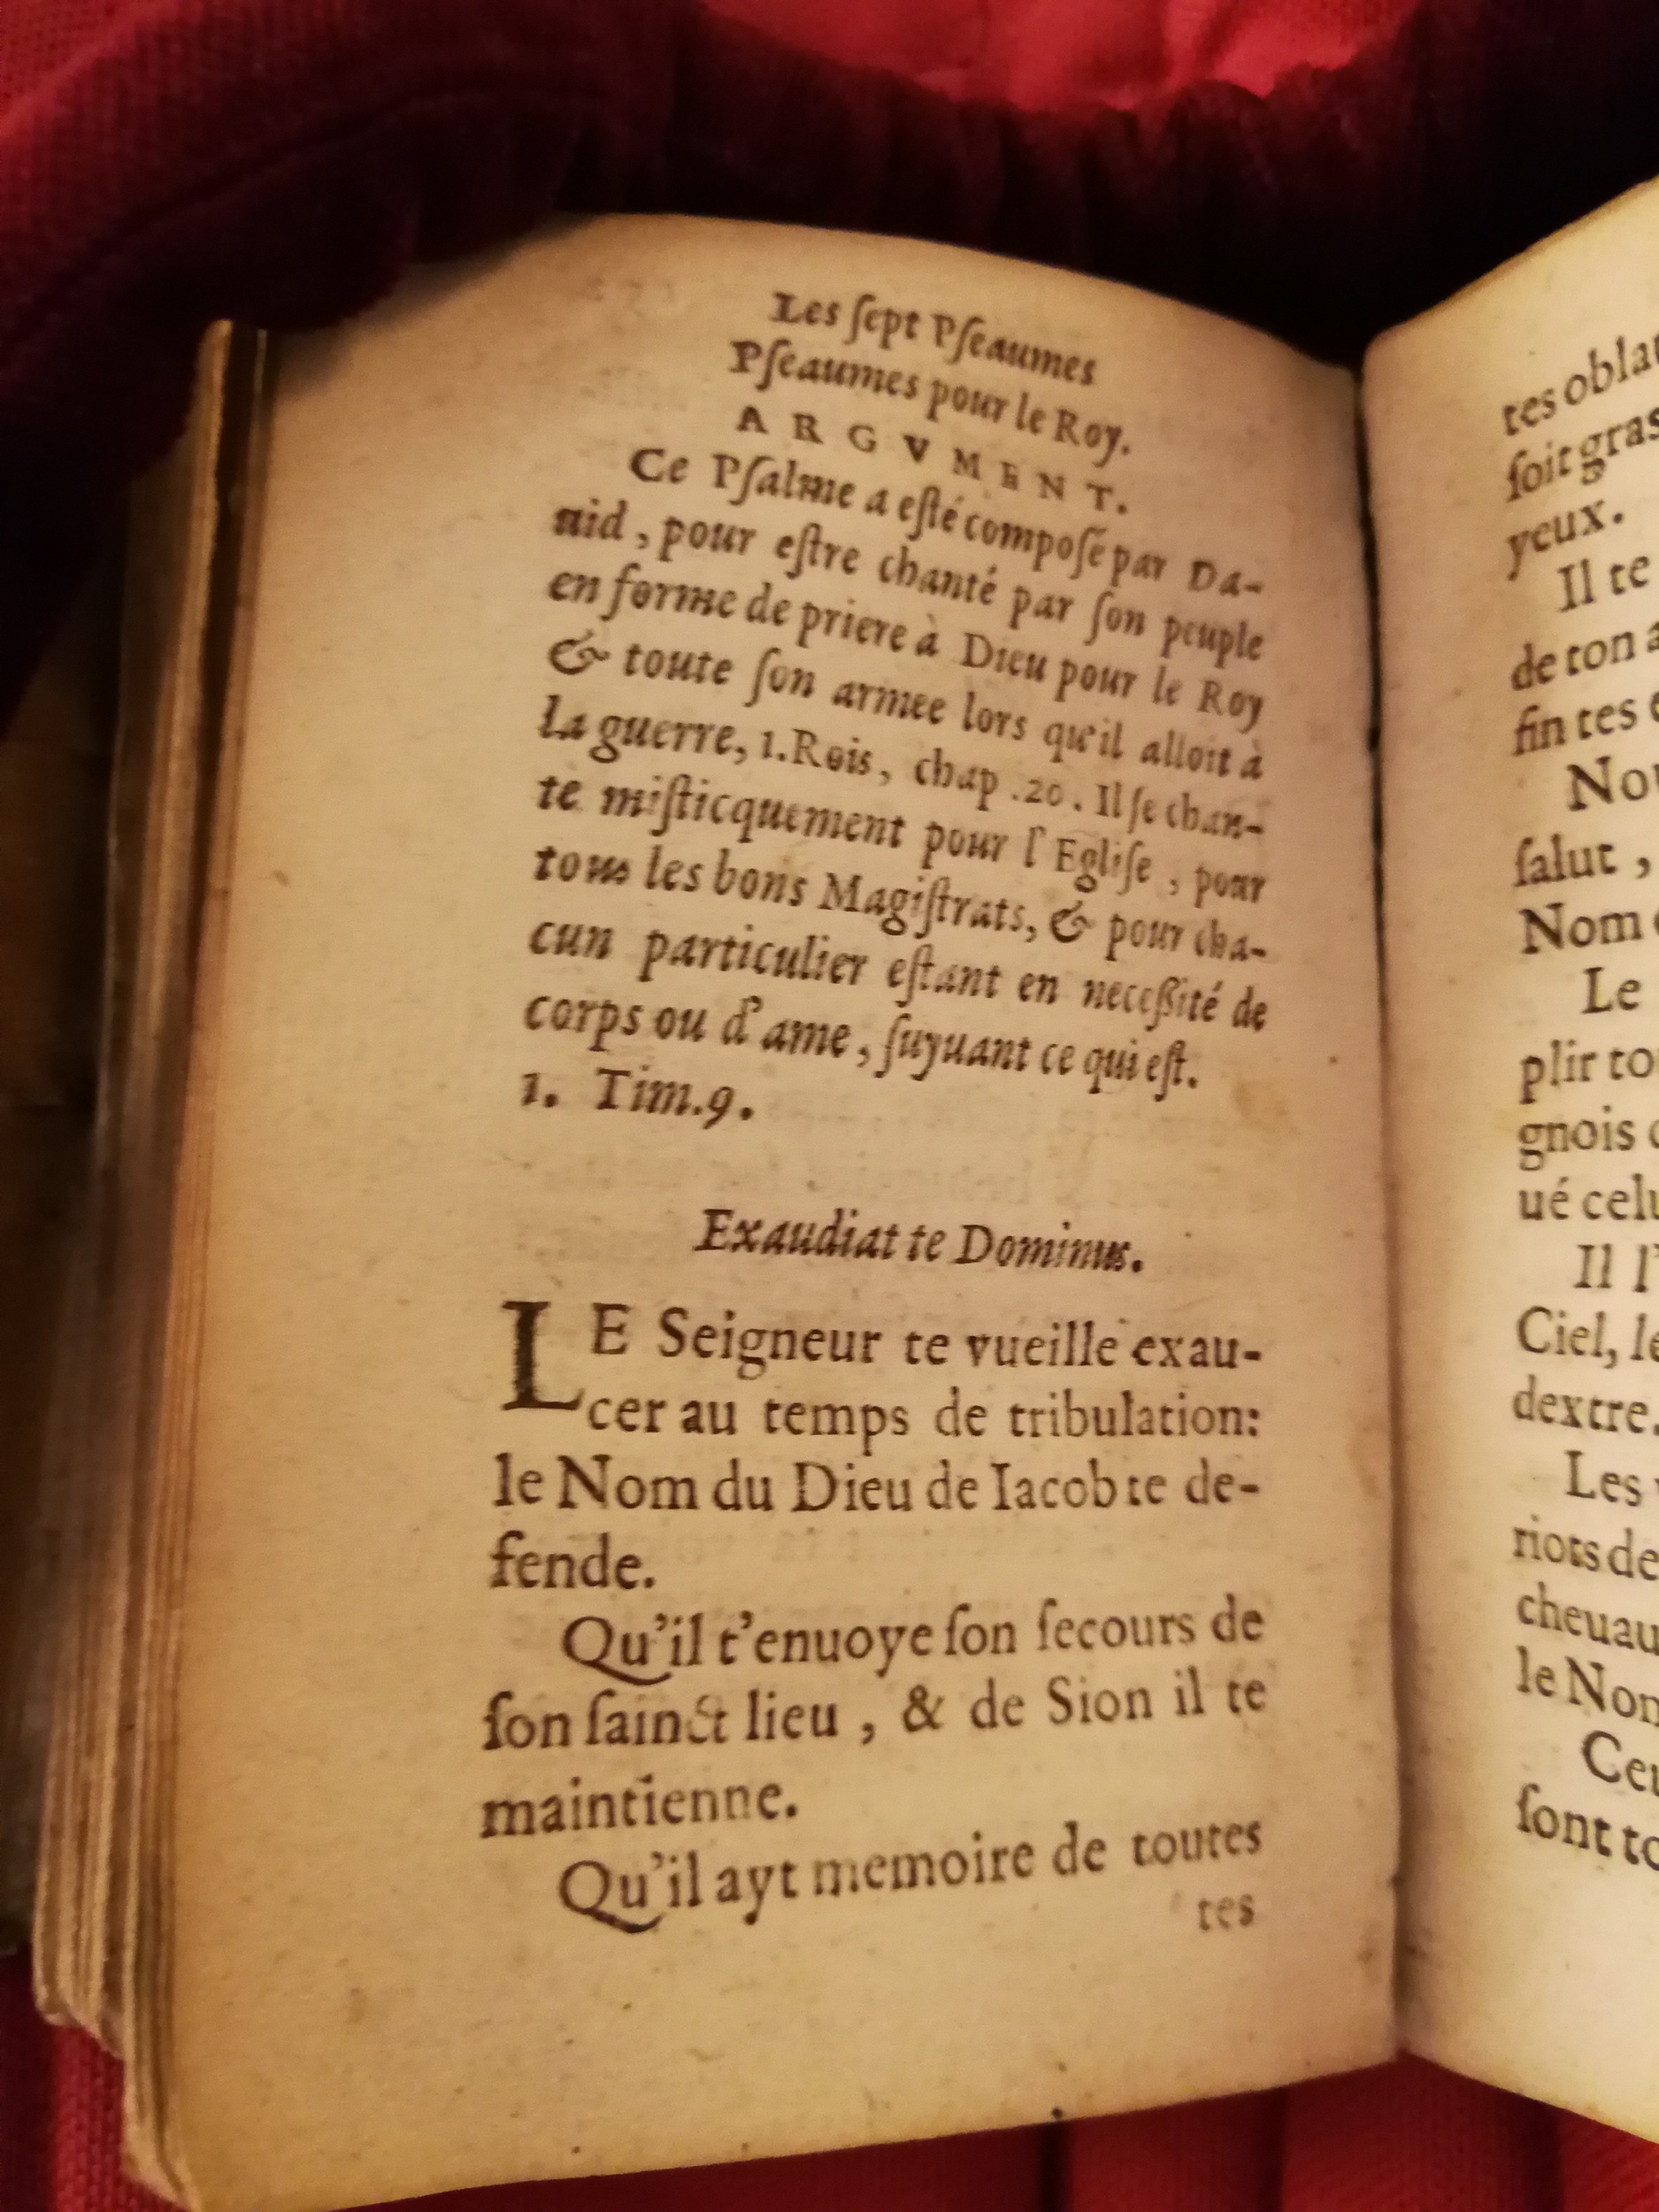 Les ſept Pſeaumes
Pſeaumes pour le Roy.
ARGVMENT.
Ce Pſalme a eſté compoſé par Da-
uid, pour eſtre chanté par ſon peuple
en forme de priere à Dieu pour le Roy
& toute ſon armee lors qu'il alloit à
la guerre, 1. Rois, chap. 20. Il ſe chan-
te miſticquement pour l'Egliſe, pour
tous les bons Magiſtrats, & pour cha-
cun particulier eſtant en neceßité de
corps ou d'ame, ſuyuant ce qui eſt.
1. Tim. 9.
Exaudiat te Dominus.
LE Seigneur te vueille exau-
cer au temps de tribulation:
le Nom du Dieu de Iacob te de-
fende.
Qu'il t'enuoye ſon ſecours de
ſon ſainct lieu, & de Sion il te
maintienne.
Qu'il ayt memoire de toutes
tes
tes oblat
ſoit gras
yeux.
Il te
de ton a
fin tes e
Nou
ſalut,
Nom
Le
plir to
gnois
ué celu
Il l'
Ciel, le
dextre.
Les
riots de
cheuau
le Nom
Ceu
ſont to